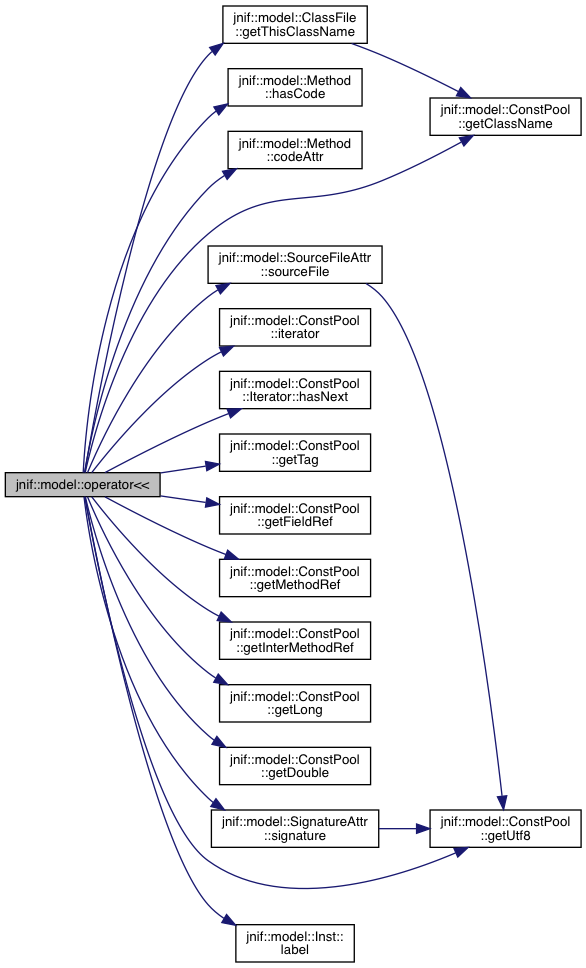 jnif::model::ClassFile
::getThisClassName
jnif::model::Method
::hasCode
jnif::model::ConstPool
::getClassName
jnif::model::Method
::codeAttr
jnif::model::SourceFileAttr
::sourceFile
jnif::model::ConstPool
::iterator
jnif::model::ConstPool
::Iterator::hasNext
jnif::model::ConstPool
::getTag
jnif::model::operator<<
jnif::model::ConstPool
::getFieldRef
jnif::model::ConstPool
::getMethodRef
jnif::model::ConstPool
::getInterMethodRef
jnif::model::ConstPool
::getLong
jnif::model::ConstPool
::getDouble
jnif::model::SignatureAttr
::signature
jnif::model::ConstPool
::getUtf8
jnif::model::Inst::
label